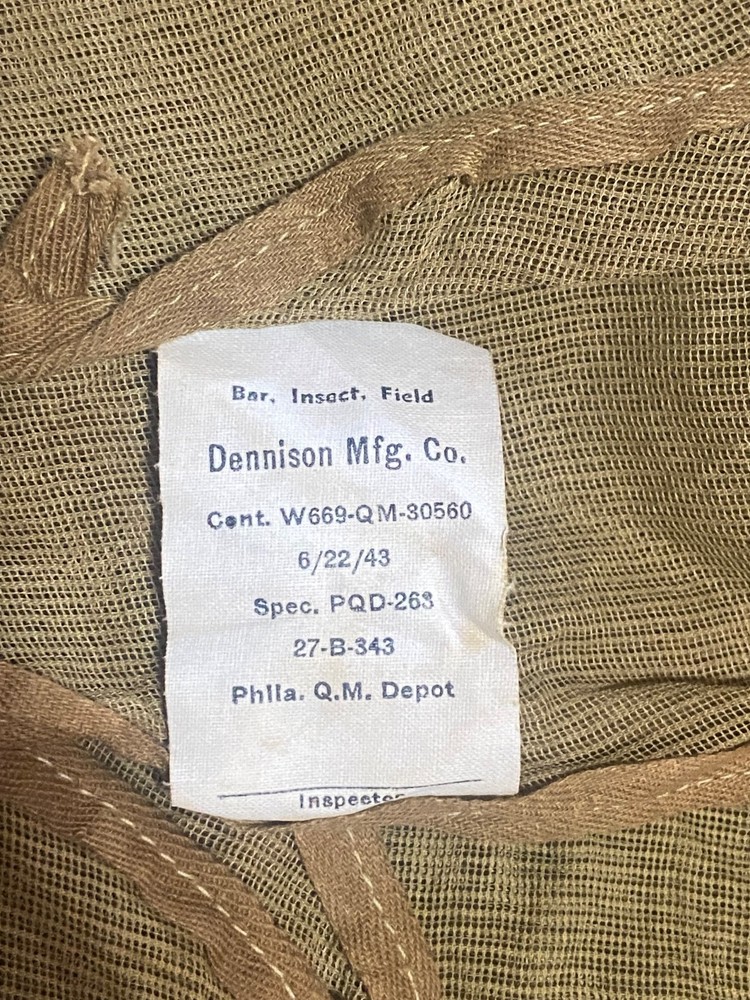 Bar, Insect, Field
Dennison Mfg. Co.
Cont. W669-QM-30560
6/22/43
Spec. PQD-263
27-B-343
Phila. Q.M. Depot
Inspector